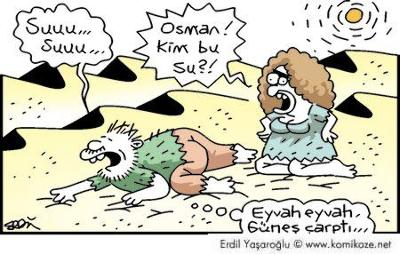 Suuu...
Suuu...
Osman!
Kim bu
Su?!
Eyvah eyvah.
Güneş çarptı...
Erdil Yaşaroğlu © www.komikaze.net